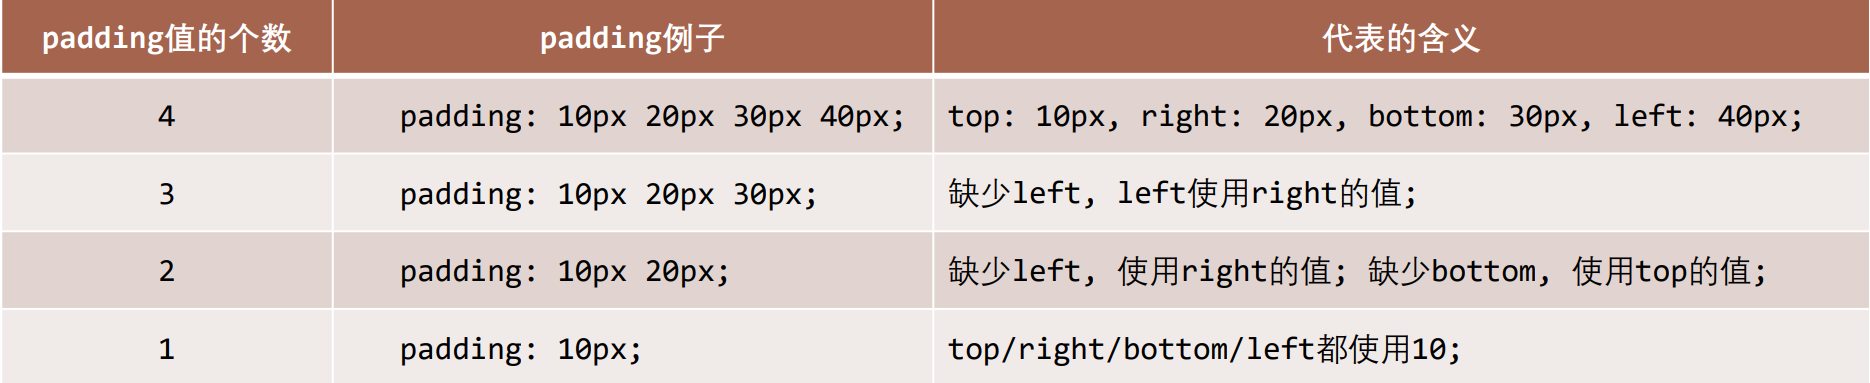 padding值的个数 padding例子 代表的含义
4 padding: 10px 20px 30px 40px; top: 10px, right: 20px, bottom: 30px, left: 40px;
3 padding: 10px 20px 30px; 缺少left, left使用right的值;
2 padding: 10px 20px; 缺少left, 使用right的值; 缺少bottom, 使用top的值;
1 padding: 10px; top/right/bottom/left都使用10;